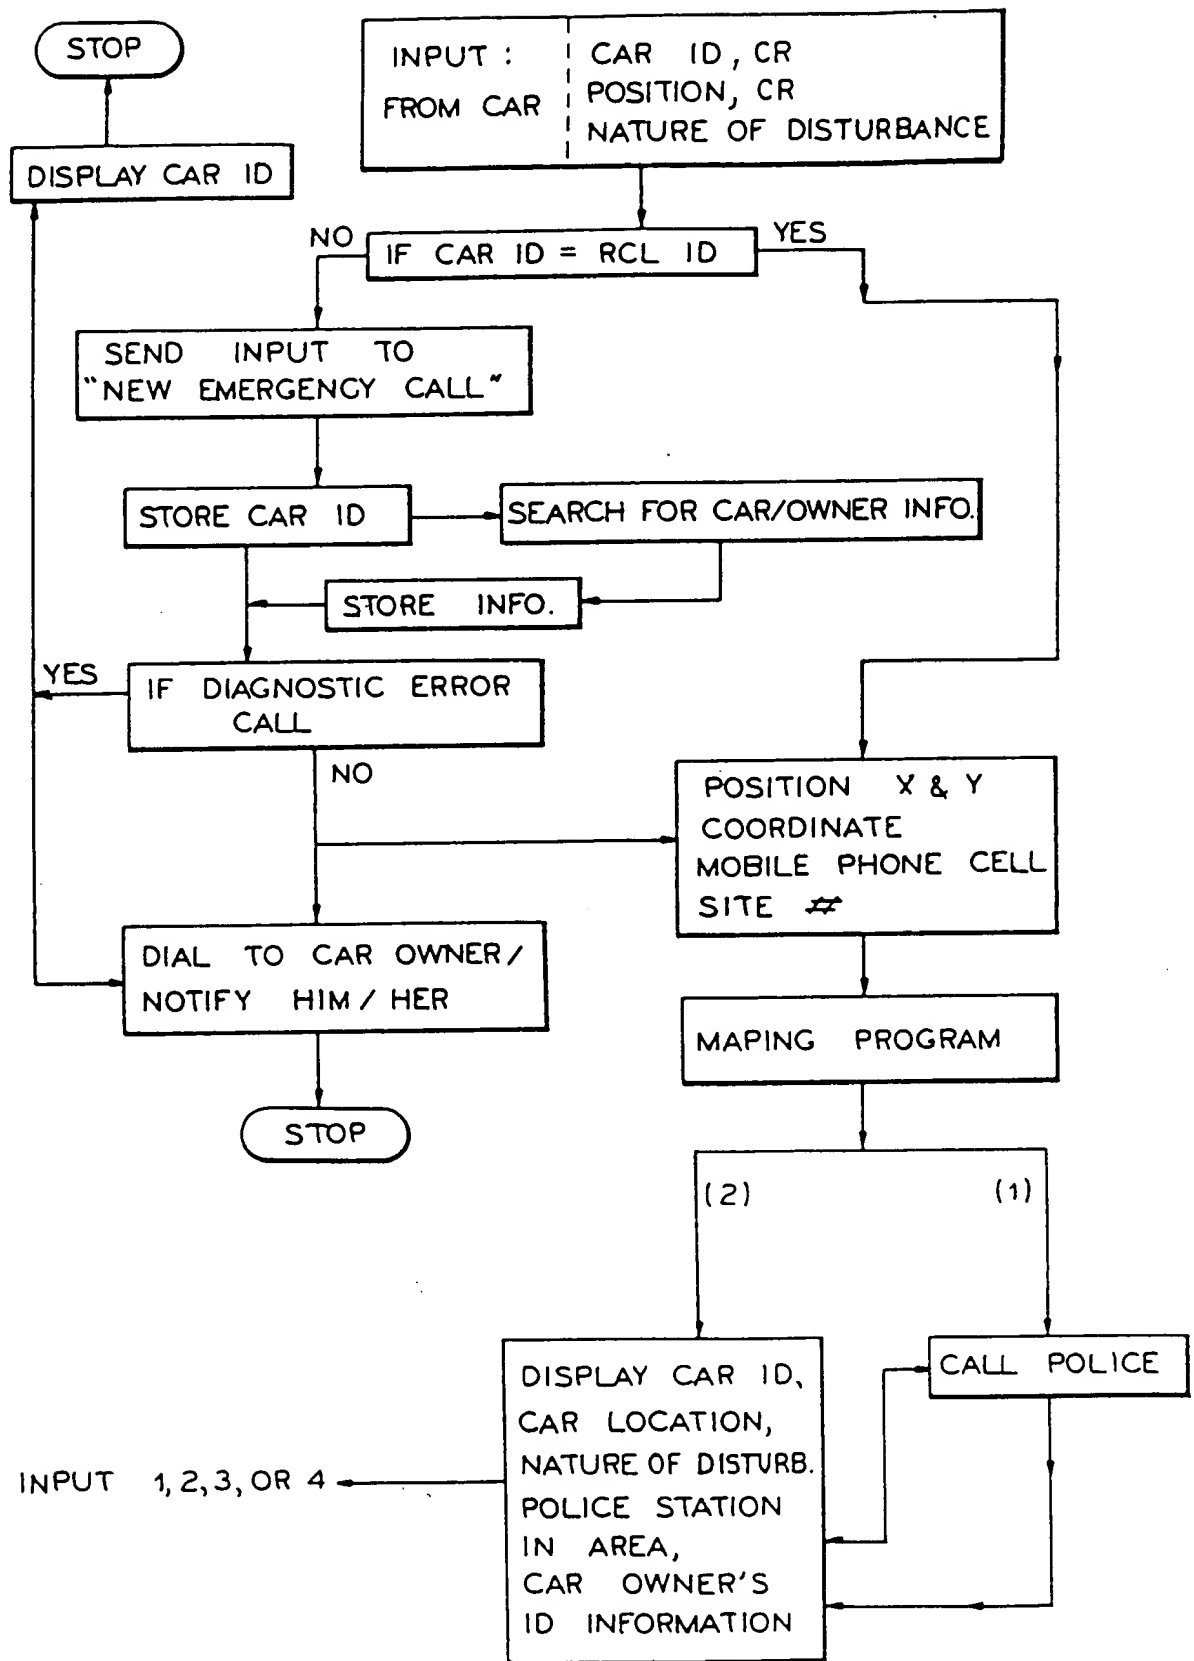 STOP
INPUT :
FROM CAR
CAR ID, CR
POSITION, CR
NATURE OF DISTURBANCE
DISPLAY CAR ID
NO
IF CAR ID = RCL ID
YES
SEND INPUT TO
"NEW EMERGENCY CALL"
STORE CAR ID
SEARCH FOR CAR/OWNER INFO.
STORE INFO.
YES
IF DIAGNOSTIC ERROR
CALL
NO
POSITION X & Y
COORDINATE
MOBILE PHONE CELL
SITE #
DIAL TO CAR OWNER/
NOTIFY HIM / HER
MAPING PROGRAM
STOP
(2)
(1)
DISPLAY CAR ID,
CAR LOCATION,
NATURE OF DISTURB.
POLICE STATION
IN AREA,
CAR OWNER'S
ID INFORMATION
CALL POLICE
INPUT 1, 2, 3, OR 4